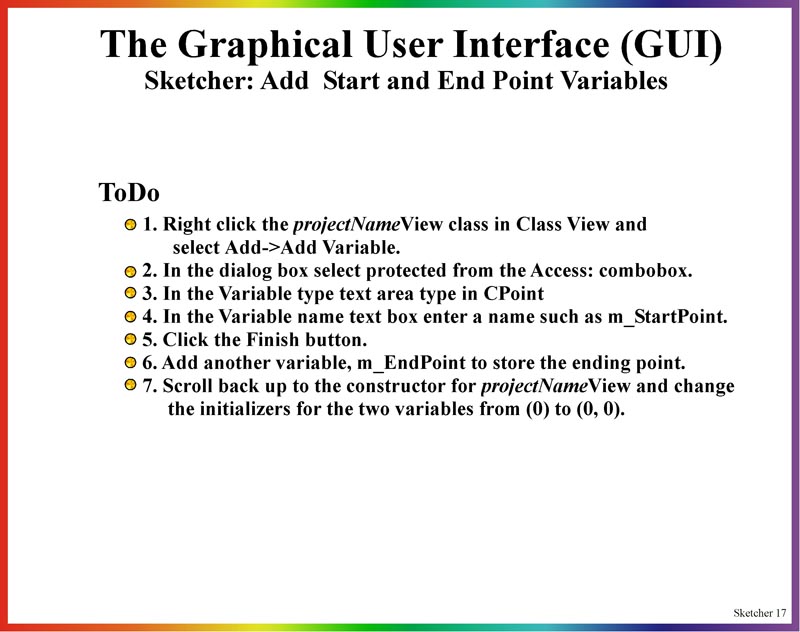 The Graphical User Interface (GUI)
Sketcher: Add  Start and End Point Variables
ToDo
1. Right click the projectNameView class in Class View and
select Add->Add Variable.
2. In the dialog box select protected from the Access: combobox.
3. In the Variable type text area type in CPoint
4. In the Variable name text box enter a name such as m_StartPoint.
5. Click the Finish button.
6. Add another variable, m_EndPoint to store the ending point.
7. Scroll back up to the constructor for projectNameView and change
the initializers for the two variables from (0) to (0, 0).
Sketcher 17